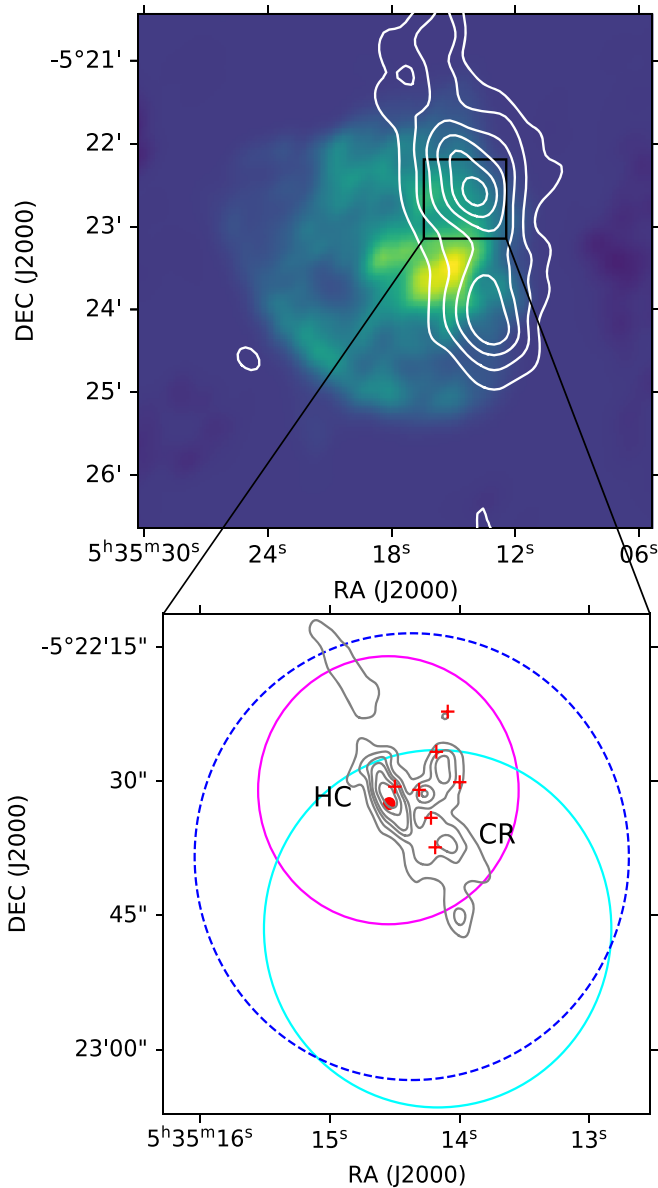 -5°21'
22'
23'
24'
25'
26'
DEC (J2000)
5ʰ35ᵐ30ˢ 24ˢ 18ˢ 12ˢ 06ˢ
RA (J2000)
-5°22'15"
30"
45"
23'00"
DEC (J2000)
HC
CR
5ʰ35ᵐ16ˢ 15ˢ 14ˢ 13ˢ
RA (J2000)